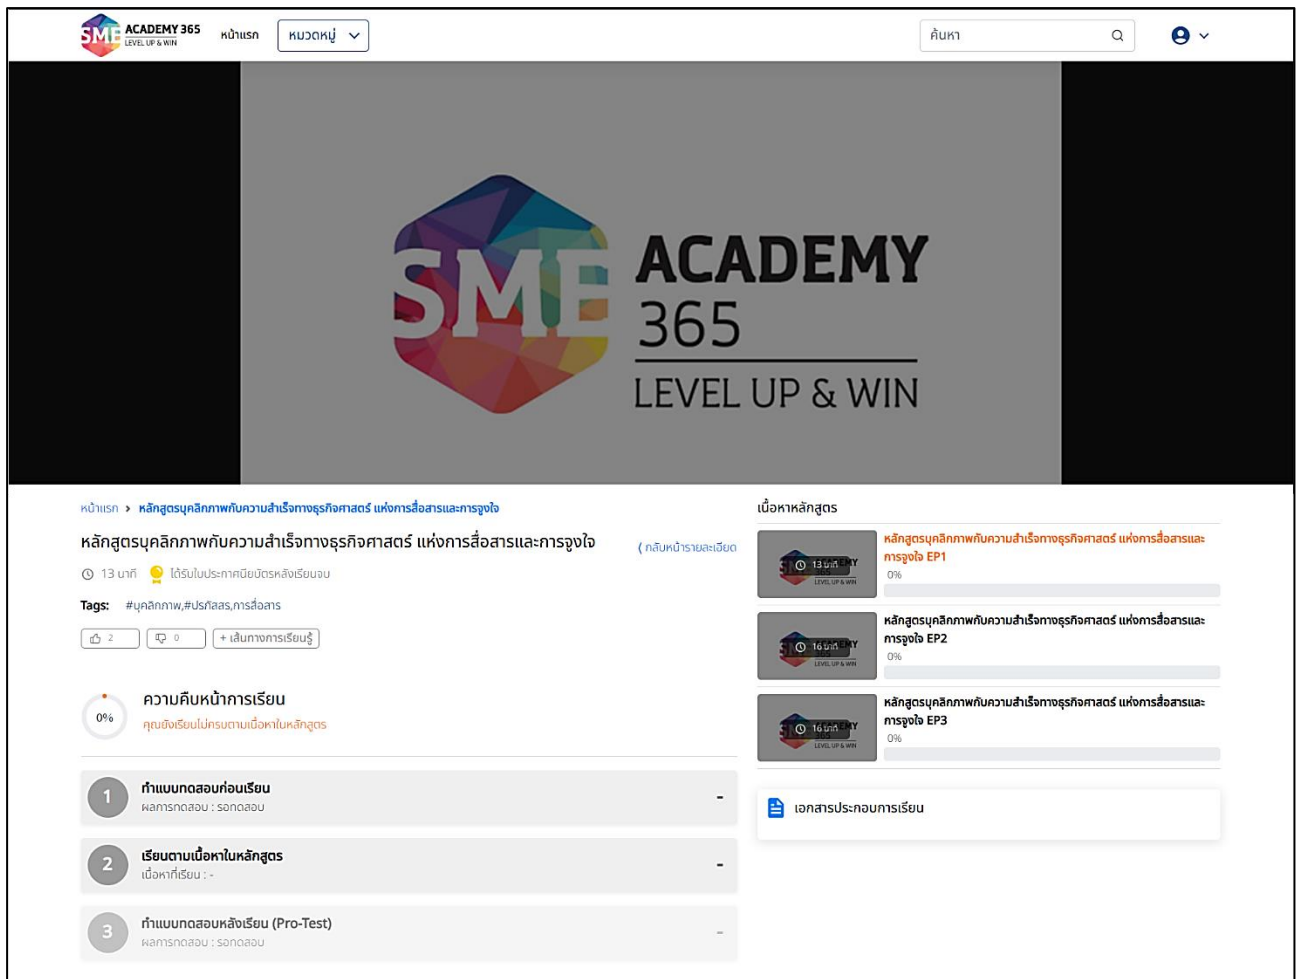 SME ACADEMY 365
LEVEL UP & WIN
หน้าแรก
หมวดหมู่
ค้นหา
SME ACADEMY
365
LEVEL UP & WIN
หน้าแรก > หลักสูตรบุคลิกภาพกับความสำเร็จทางธุรกิจศาสตร์ แห่งการสื่อสารและการจูงใจ
หลักสูตรบุคลิกภาพกับความสำเร็จทางธุรกิจศาสตร์ แห่งการสื่อสารและการจูงใจ
( กลับหน้ารายละเอียด
13 นาที ได้รับใบประกาศนียบัตรหลังเรียนจบ
Tags: #บุคลิกภาพ,#ปรภัสสร,การสื่อสาร
2 0 + เส้นทางการเรียนรู้
0%
ความคืบหน้าการเรียน
คุณยังเรียนไม่ครบตามเนื้อหาในหลักสูตร
1 ทำแบบทดสอบก่อนเรียน -
ผลการทดสอบ : รอทดสอบ
2 เรียนตามเนื้อหาในหลักสูตร -
เนื้อหาที่เรียน : -
3 ทำแบบทดสอบหลังเรียน (Pro-Test) -
ผลการทดสอบ : รอทดสอบ
เนื้อหาหลักสูตร
13 นาที
หลักสูตรบุคลิกภาพกับความสำเร็จทางธุรกิจศาสตร์ แห่งการสื่อสารและ
การจูงใจ EP1
0%
16 นาที
หลักสูตรบุคลิกภาพกับความสำเร็จทางธุรกิจศาสตร์ แห่งการสื่อสารและ
การจูงใจ EP2
0%
16 นาที
หลักสูตรบุคลิกภาพกับความสำเร็จทางธุรกิจศาสตร์ แห่งการสื่อสารและ
การจูงใจ EP3
0%
เอกสารประกอบการเรียน